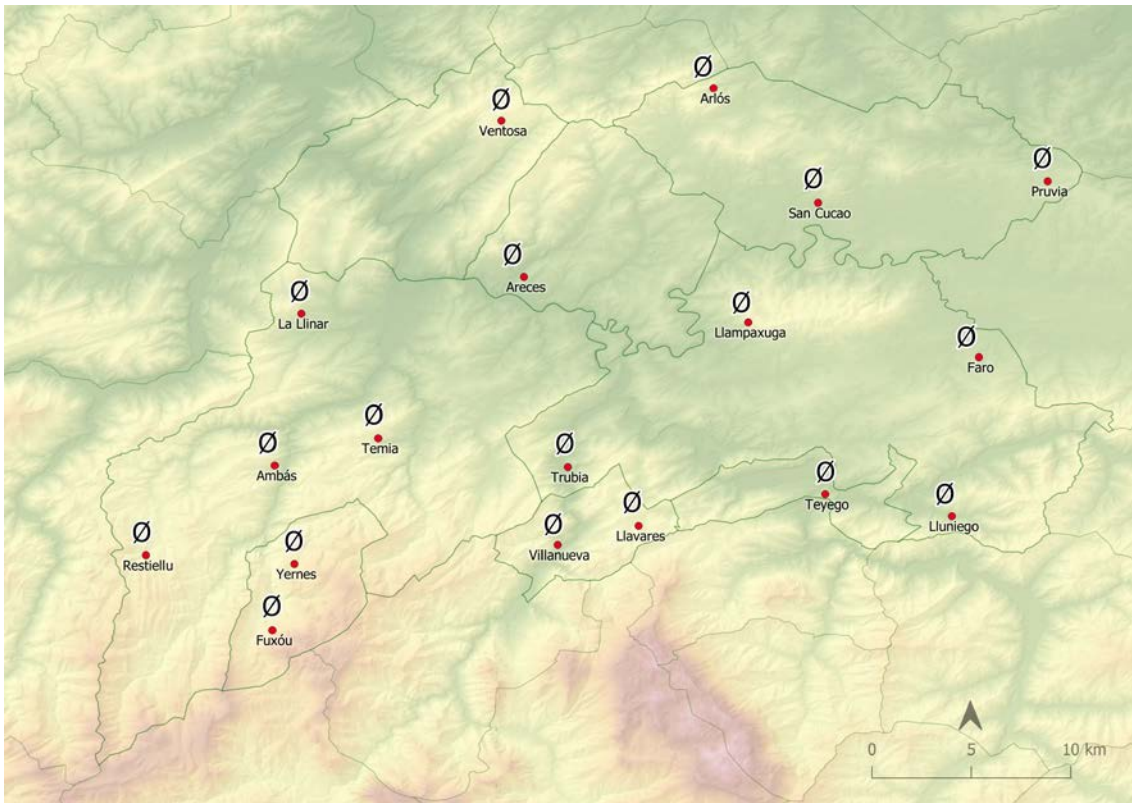 Ø
Arlós
Ø
Ventosa
Ø
Pruvia
Ø
San Cucao
Ø
Areces
Ø
La Llinar
Ø
Llampaxuga
Ø
Faro
Ø
Temia
Ø
Ambás
Ø
Trubia
Ø
Teyego
Ø
Llavares
Ø
Lluniego
Ø
Villanueva
Ø
Restiellu
Ø
Yernes
Ø
Fuxóu
0 5 10 km